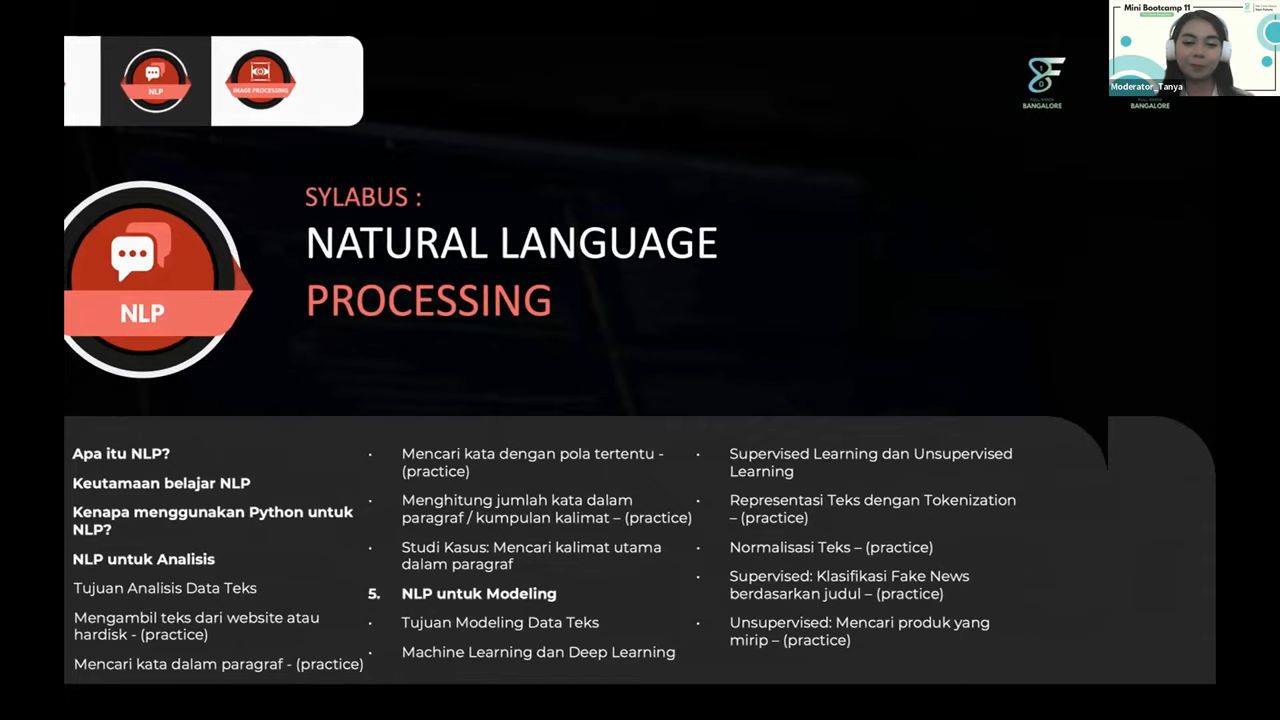 NLP
IMAGE PROCESSING
BANGALORE
Mini Bootcamp 11
Moderator_Tanya
BANGALORE
SYLABUS :
NATURAL LANGUAGE
PROCESSING
NLP
Apa itu NLP?
Keutamaan belajar NLP
Kenapa menggunakan Python untuk
NLP?
NLP untuk Analisis
Tujuan Analisis Data Teks
Mengambil teks dari website atau
hardisk - (practice)
Mencari kata dalam paragraf - (practice)
• Mencari kata dengan pola tertentu -
(practice)
• Menghitung jumlah kata dalam
paragraf / kumpulan kalimat – (practice)
• Studi Kasus: Mencari kalimat utama
dalam paragraf
5. NLP untuk Modeling
• Tujuan Modeling Data Teks
• Machine Learning dan Deep Learning
• Supervised Learning dan Unsupervised
Learning
• Representasi Teks dengan Tokenization
– (practice)
• Normalisasi Teks – (practice)
• Supervised: Klasifikasi Fake News
berdasarkan judul – (practice)
• Unsupervised: Mencari produk yang
mirip – (practice)